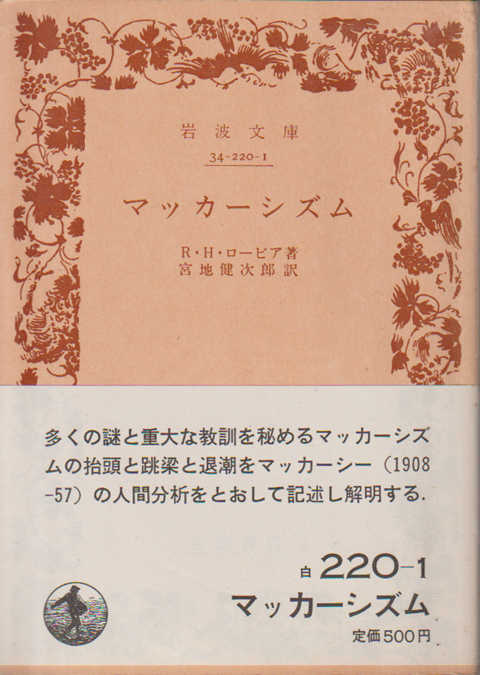 岩波文庫
34-220-1
マッカーシズム
R・H・ロービア著
宮地健次郎訳
多くの謎と重大な教訓を秘めるマッカーシズ
ムの抬頭と跳梁と退潮をマッカーシー（1908
-57）の人間分析をとおして記述し解明する.
白 220-1
マッカーシズム
定価500円